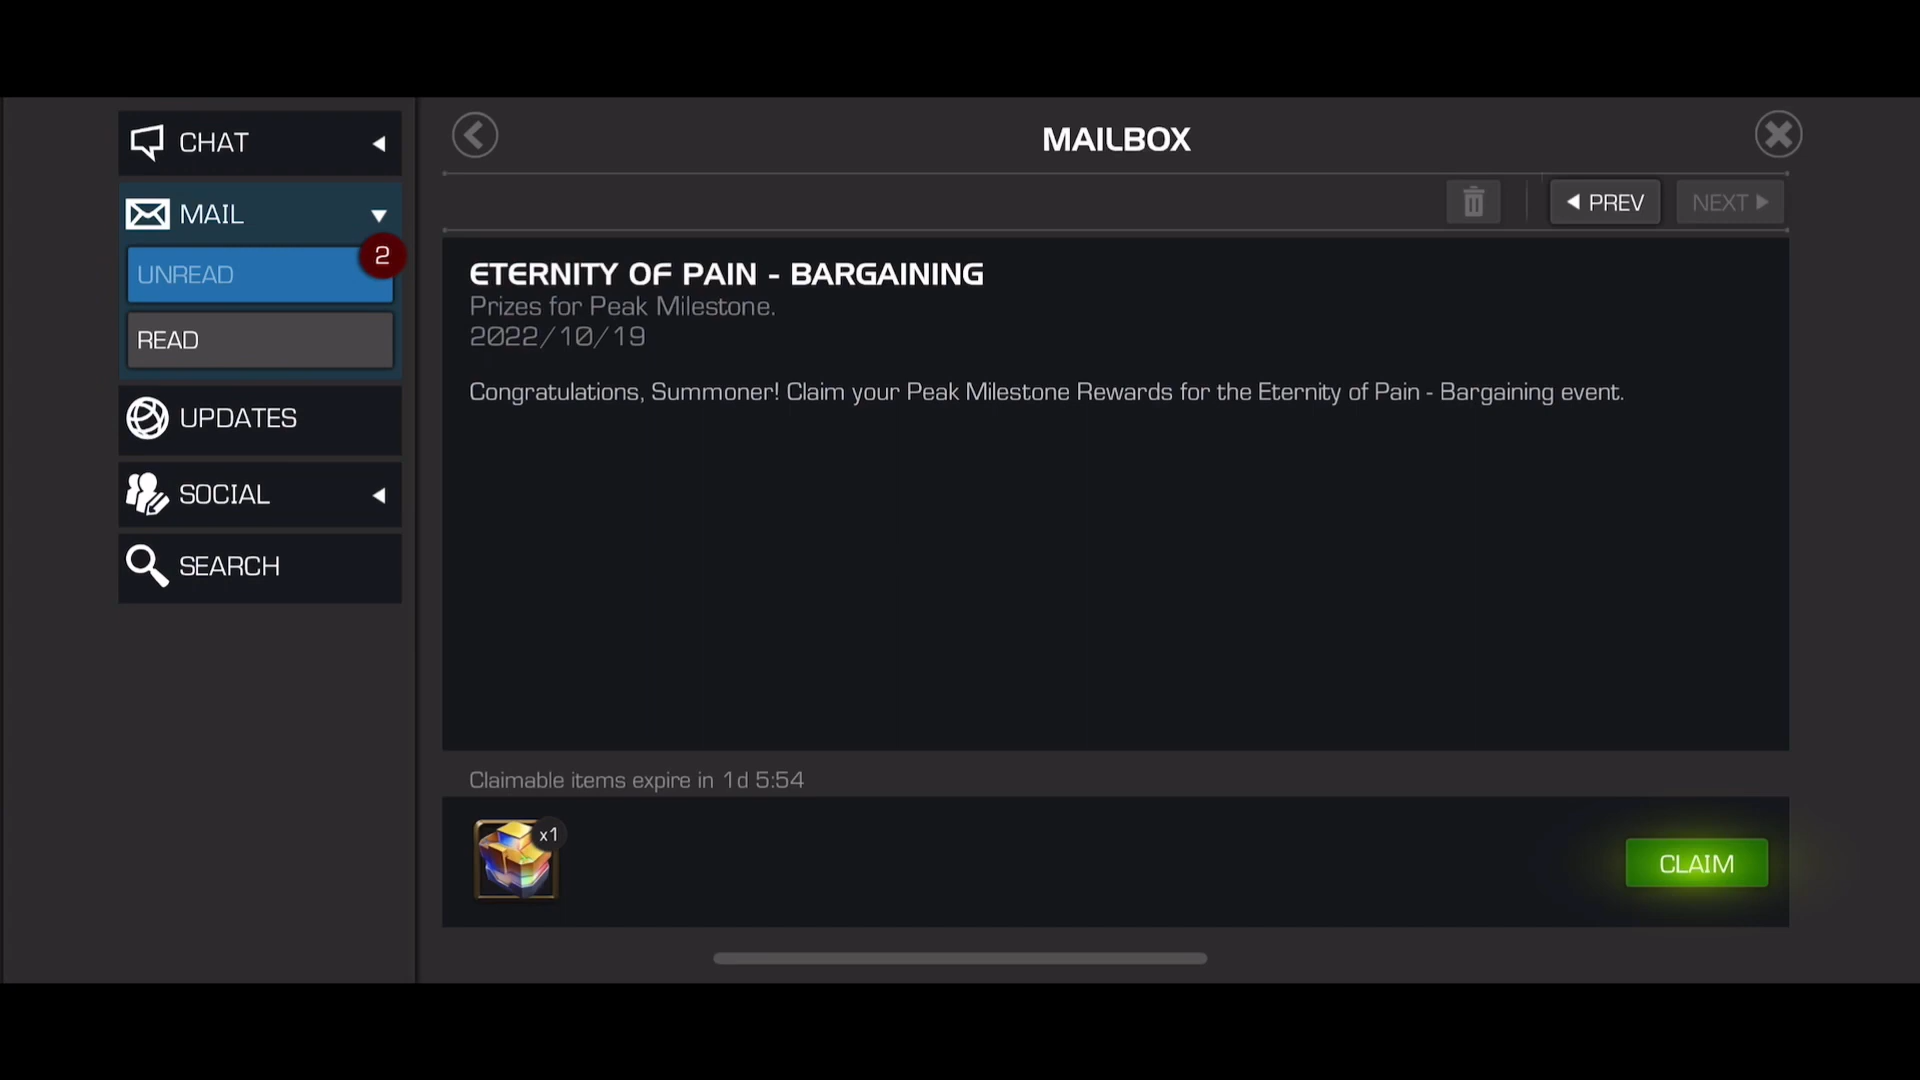 CHAT
MAIL
2
UNREAD
READ
UPDATES
SOCIAL
SEARCH
MAILBOX
PREV
NEXT
ETERNITY OF PAIN - BARGAINING
Prizes for Peak Milestone.
2022/10/19
Congratulations, Summoner! Claim your Peak Milestone Rewards for the Eternity of Pain - Bargaining event.
Claimable items expire in 1d 5:54
x1
CLAIM